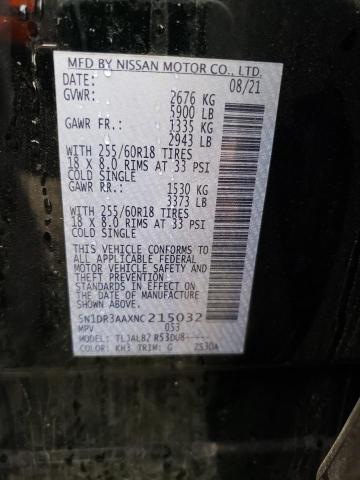 MFD BY NISSAN MOTOR CO., LTD.
DATE: 08/21
GVWR: 2676 KG
5900 LB
GAWR FR.: 1335 KG
2943 LB
WITH 255/60R18 TIRES
18 X 8.0 RIMS AT 33 PSI
COLD SINGLE
GAWR RR.: 1530 KG
3373 LB
WITH 255/60R18 TIRES
18 X 8.0 RIMS AT 33 PSI
COLD SINGLE
THIS VEHICLE CONFORMS TO
ALL APPLICABLE FEDERAL
MOTOR VEHICLE SAFETY
STANDARDS IN EFFECT ON
THE DATE OF MANUFACTURE
SHOWN ABOVE.
5N1DR3AAXNC215032
MPV 053
MODEL: TLJALBZ R53DU8-----
COLOR: KH3 TRIM: G ZS30A